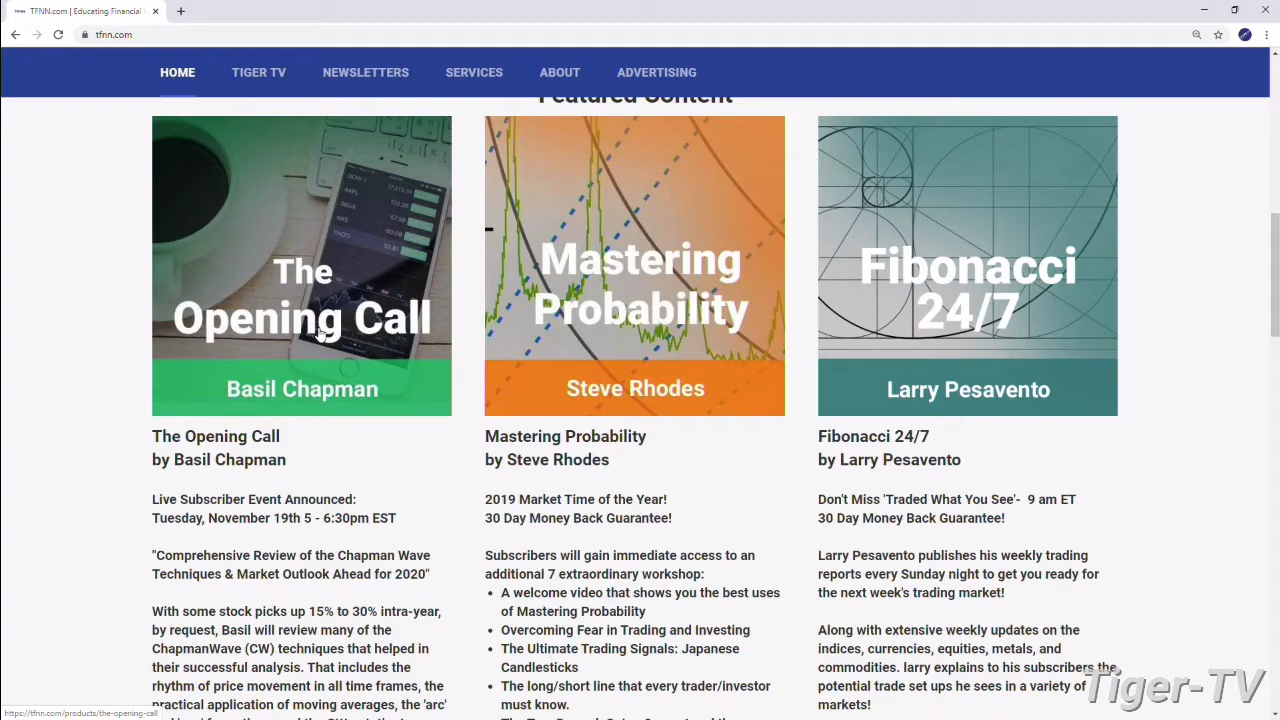 TFNN.com | Educating Financial
tfnn.com
HOME
TIGER TV
NEWSLETTERS
SERVICES
ABOUT
ADVERTISING
Featured Content
DOW J
12,215.31
AAPL
SBUX
NKE
YHOO
The
Opening Call
Basil Chapman
Mastering
Probability
Steve Rhodes
Fibonacci
24/7
Larry Pesavento
The Opening Call
by Basil Chapman
Live Subscriber Event Announced:
Tuesday, November 19th 5 - 6:30pm EST
"Comprehensive Review of the Chapman Wave
Techniques & Market Outlook Ahead for 2020"
With some stock picks up 15% to 30% intra-year,
by request, Basil will review many of the
ChapmanWave (CW) techniques that helped in
their successful analysis. That includes the
rhythm of price movement in all time frames, the
practical application of moving averages, the 'arc'
Mastering Probability
by Steve Rhodes
2019 Market Time of the Year!
30 Day Money Back Guarantee!
Subscribers will gain immediate access to an
additional 7 extraordinary workshop:
• A welcome video that shows you the best uses
of Mastering Probability
• Overcoming Fear in Trading and Investing
• The Ultimate Trading Signals: Japanese
Candlesticks
• The long/short line that every trader/investor
must know.
Fibonacci 24/7
by Larry Pesavento
Don't Miss 'Traded What You See'- 9 am ET
30 Day Money Back Guarantee!
Larry Pesavento publishes his weekly trading
reports every Sunday night to get you ready for
the next week's trading market!
Along with extensive weekly updates on the
indices, currencies, equities, metals, and
commodities. larry explains to his subscribers the
potential trade set ups he sees in a variety of
markets!
Tiger-TV
https://tfnn.com/products/the-opening-call